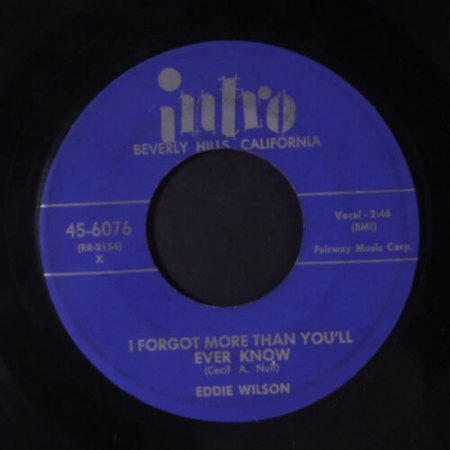 intro
BEVERLY HILLS, CALIFORNIA
45-6076
(RR-2154)
X
Vocal - 2:46
(BMI)
Fairway Music Corp.
I FORGOT MORE THAN YOU'LL
EVER KNOW
(Cecil A. Null)
EDDIE WILSON